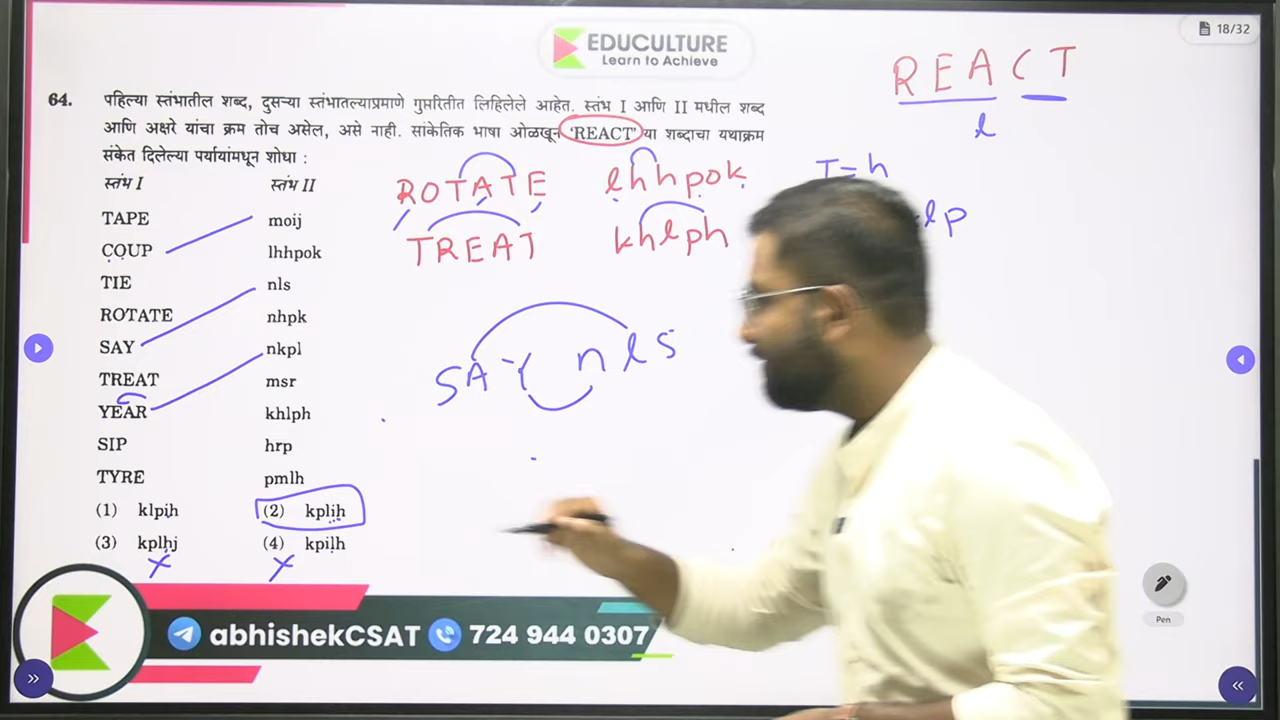 EDUCULTURE
Learn to Achieve
18/32
REACT
l
64. पहिल्या स्तंभातील शब्द, दुसऱ्या स्तंभातल्याप्रमाणे गुप्तरितीत लिहिलेले आहेत. स्तंभ I आणि II मधील शब्द
आणि अक्षरे यांचा क्रम तोच असेल, असे नाही. सांकेतिक भाषा ओळखून ‘REACT’ या शब्दाचा यथाक्रम
संकेत दिलेल्या पर्यायांमधून शोधा :
स्तंभ I स्तंभ II
TAPE moij
COUP lhhpok
TIE nls
ROTATE nhpk
SAY nkpl
TREAT msr
YEAR khlph
SIP hrp
TYRE pmlh
(1) klpih (2) kplih
(3) kplhj (4) kpilh
ROTATE lhhpok T=h
TREAT khlph lp
SAY nls
abhishekCSAT 724 944 0307
Pen